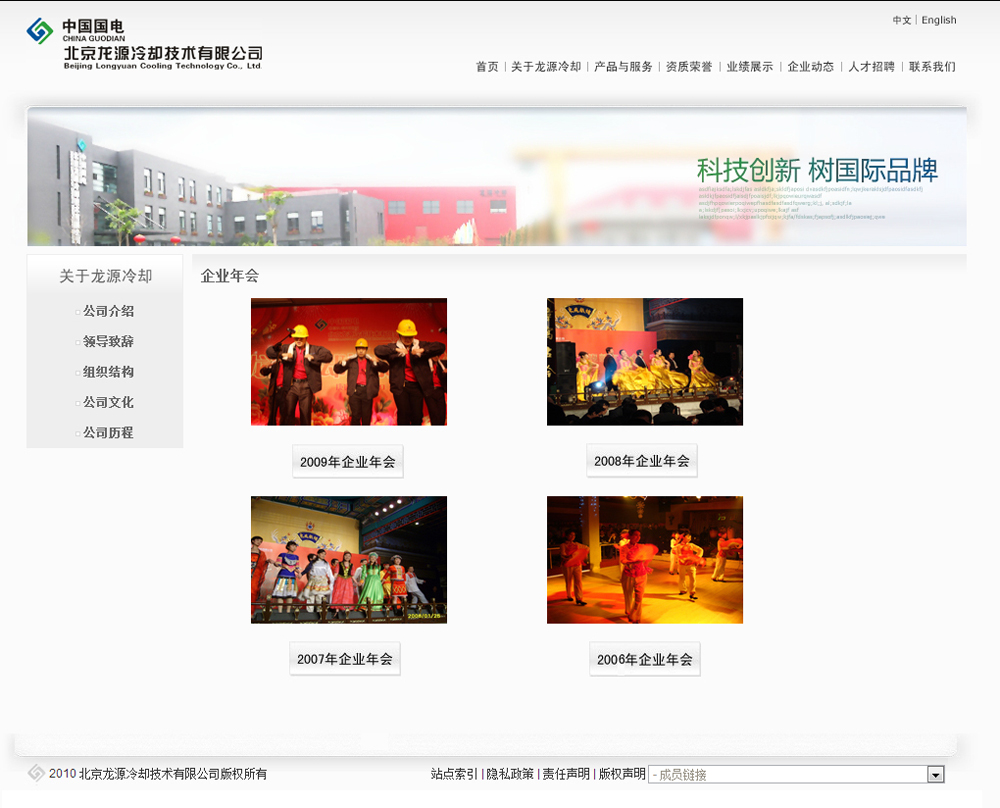 中国国电
CHINA GUODIAN
北京龙源冷却技术有限公司
Beijing Longyuan Cooling Technology Co., Ltd.
中文 | English
首页 | 关于龙源冷却 | 产品与服务 | 资质荣誉 | 业绩展示 | 企业动态 | 人才招聘 | 联系我们
科技创新 树国际品牌
关于龙源冷却
公司介绍
领导致辞
组织结构
公司文化
公司历程
企业年会
2009年企业年会
2008年企业年会
2007年企业年会
2006年企业年会
2010 北京龙源冷却技术有限公司版权所有
站点索引 | 隐私政策 | 责任声明 | 版权声明
- 成员链接